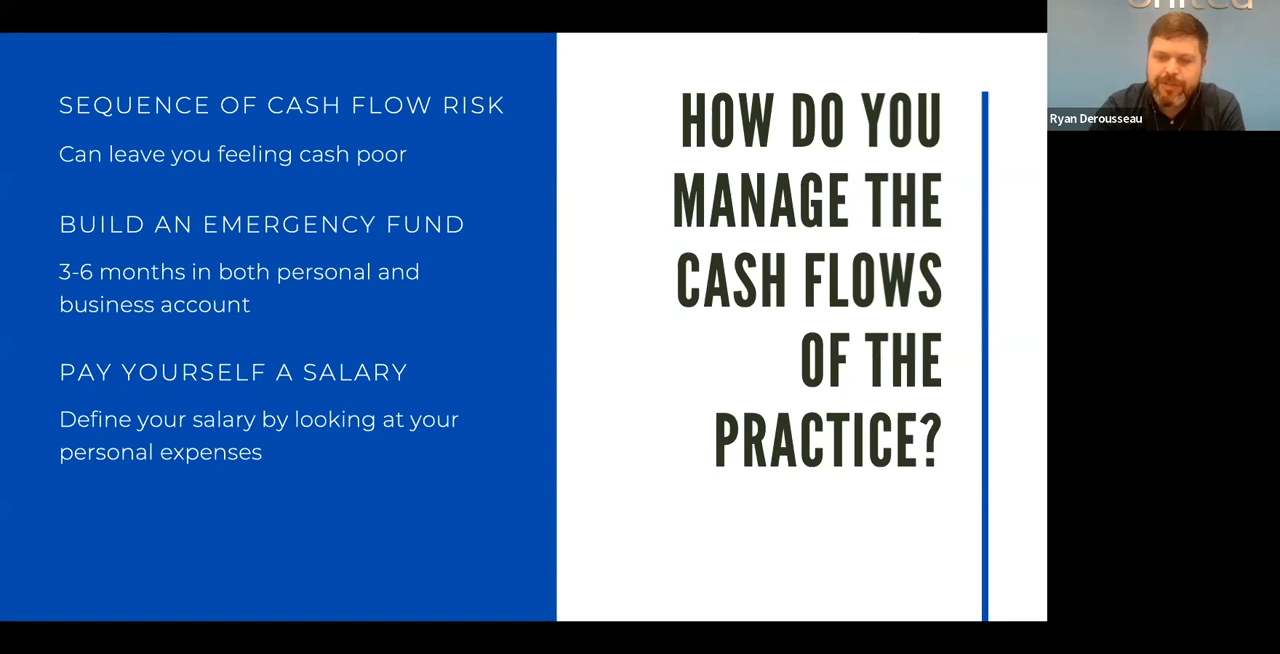 SEQUENCE OF CASH FLOW RISK
Can leave you feeling cash poor
BUILD AN EMERGENCY FUND
3-6 months in both personal and
business account
PAY YOURSELF A SALARY
Define your salary by looking at your
personal expenses
HOW DO YOU
MANAGE THE
CASH FLOWS
OF THE
PRACTICE?
Ryan Derousseau